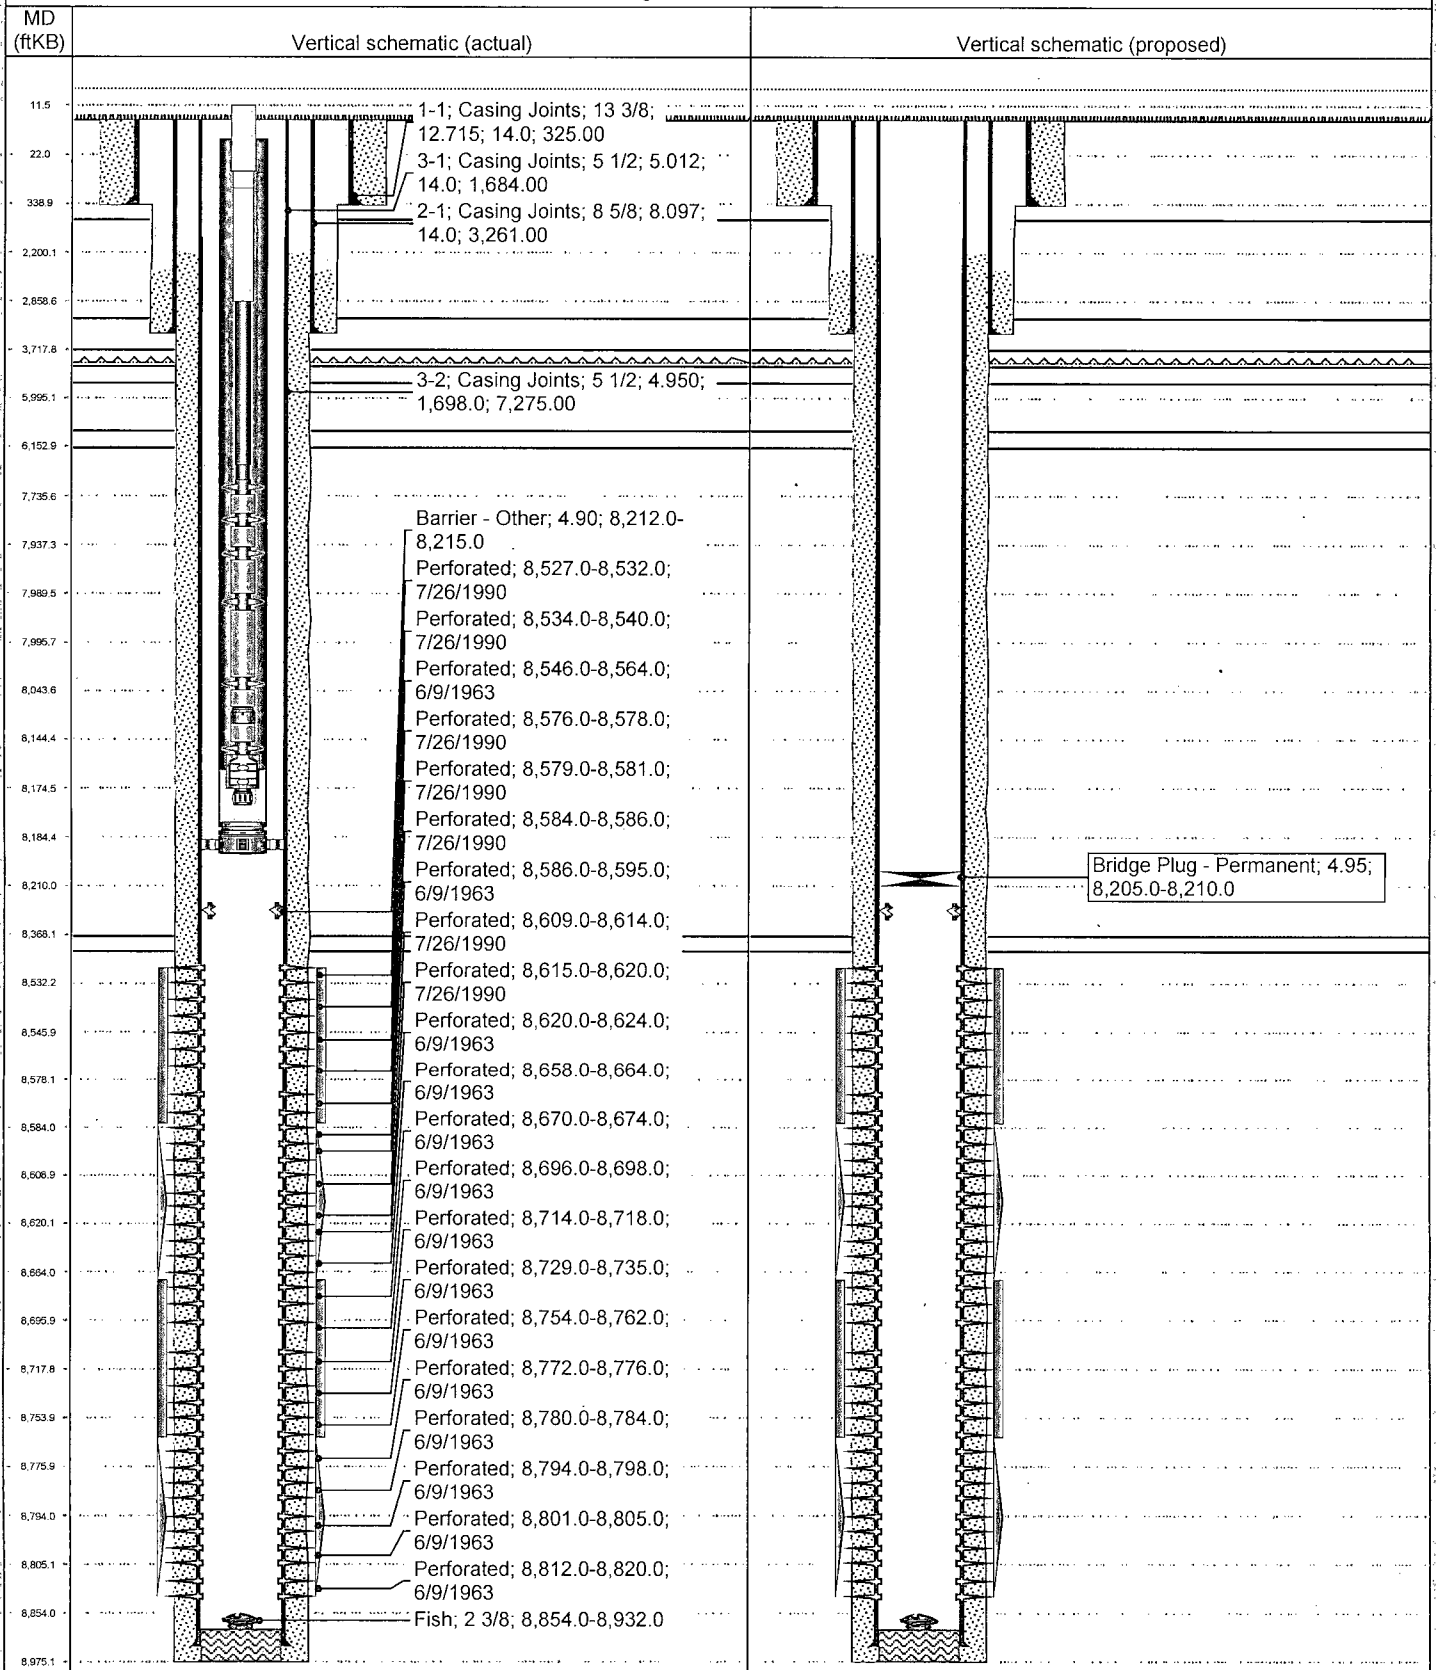 MD
(ftKB)
Vertical schematic (actual)
Vertical schematic (proposed)
11.5
22.0
338.9
2,200.1
2,858.6
3,717.8
5,995.1
6,152.9
7,735.6
7,937.3
7,989.5
7,995.7
8,043.6
8,144.4
8,174.5
8,184.4
8,210.0
8,368.1
8,532.2
8,545.9
8,578.1
8,584.0
8,608.9
8,620.1
8,664.0
8,695.9
8,717.8
8,753.9
8,775.9
8,794.0
8,805.1
8,854.0
8,975.1
1-1; Casing Joints; 13 3/8;
12.715; 14.0; 325.00
3-1; Casing Joints; 5 1/2; 5.012;
14.0; 1,684.00
2-1; Casing Joints; 8 5/8; 8.097;
14.0; 3,261.00
3-2; Casing Joints; 5 1/2; 4.950;
1,698.0; 7,275.00
Barrier - Other; 4.90; 8,212.0-
8,215.0
Perforated; 8,527.0-8,532.0;
7/26/1990
Perforated; 8,534.0-8,540.0;
7/26/1990
Perforated; 8,546.0-8,564.0;
6/9/1963
Perforated; 8,576.0-8,578.0;
7/26/1990
Perforated; 8,579.0-8,581.0;
7/26/1990
Perforated; 8,584.0-8,586.0;
7/26/1990
Perforated; 8,586.0-8,595.0;
6/9/1963
Perforated; 8,609.0-8,614.0;
7/26/1990
Perforated; 8,615.0-8,620.0;
7/26/1990
Perforated; 8,620.0-8,624.0;
6/9/1963
Perforated; 8,658.0-8,664.0;
6/9/1963
Perforated; 8,670.0-8,674.0;
6/9/1963
Perforated; 8,696.0-8,698.0;
6/9/1963
Perforated; 8,714.0-8,718.0;
6/9/1963
Perforated; 8,729.0-8,735.0;
6/9/1963
Perforated; 8,754.0-8,762.0;
6/9/1963
Perforated; 8,772.0-8,776.0;
6/9/1963
Perforated; 8,780.0-8,784.0;
6/9/1963
Perforated; 8,794.0-8,798.0;
6/9/1963
Perforated; 8,801.0-8,805.0;
6/9/1963
Perforated; 8,812.0-8,820.0;
6/9/1963
Fish; 2 3/8; 8,854.0-8,932.0
Bridge Plug - Permanent; 4.95;
8,205.0-8,210.0